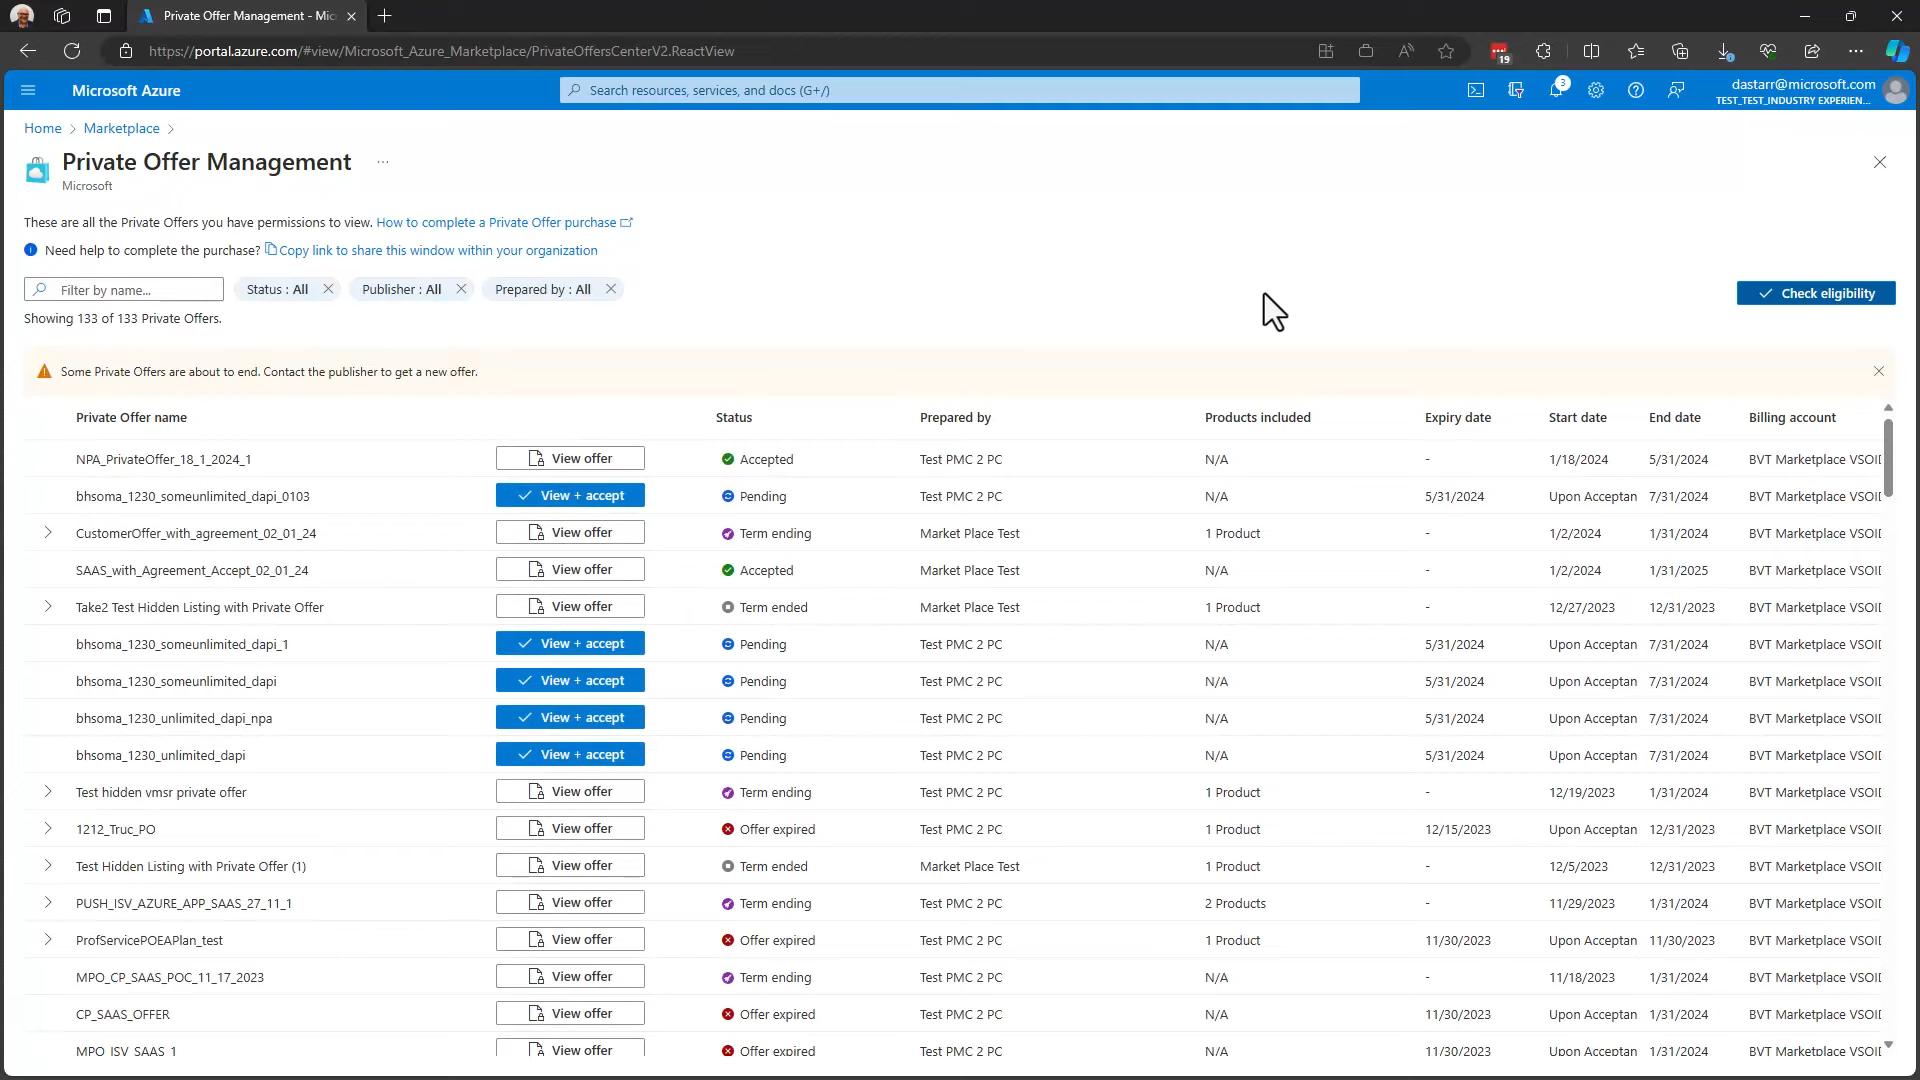 Private Offer Management - Mic
https://portal.azure.com/#view/Microsoft_Azure_Marketplace/PrivateOffersCenterV2.ReactView
19
Microsoft Azure
Search resources, services, and docs (G+/)
3
dastarr@microsoft.com
TEST_TEST_INDUSTRY EXPERIEN...
Home > Marketplace >
Private Offer Management ...
Microsoft
These are all the Private Offers you have permissions to view. How to complete a Private Offer purchase
Need help to complete the purchase? Copy link to share this window within your organization
Filter by name... Status : All Publisher : All Prepared by : All
Check eligibility
Showing 133 of 133 Private Offers.
Some Private Offers are about to end. Contact the publisher to get a new offer.
Private Offer name Status Prepared by Products included Expiry date Start date End date Billing account
NPA_PrivateOffer_18_1_2024_1 View offer Accepted Test PMC 2 PC N/A - 1/18/2024 5/31/2024 BVT Marketplace VSOID
bhsoma_1230_someunlimited_dapi_0103 View + accept Pending Test PMC 2 PC N/A 5/31/2024 Upon Acceptan 7/31/2024 BVT Marketplace VSOID
CustomerOffer_with_agreement_02_01_24 View offer Term ending Market Place Test 1 Product - 1/2/2024 1/31/2024 BVT Marketplace VSOID
SAAS_with_Agreement_Accept_02_01_24 View offer Accepted Market Place Test N/A - 1/2/2024 1/31/2025 BVT Marketplace VSOID
Take2 Test Hidden Listing with Private Offer View offer Term ended Market Place Test 1 Product - 12/27/2023 12/31/2023 BVT Marketplace VSOID
bhsoma_1230_someunlimited_dapi_1 View + accept Pending Test PMC 2 PC N/A 5/31/2024 Upon Acceptan 7/31/2024 BVT Marketplace VSOID
bhsoma_1230_someunlimited_dapi View + accept Pending Test PMC 2 PC N/A 5/31/2024 Upon Acceptan 7/31/2024 BVT Marketplace VSOID
bhsoma_1230_unlimited_dapi_npa View + accept Pending Test PMC 2 PC N/A 5/31/2024 Upon Acceptan 7/31/2024 BVT Marketplace VSOID
bhsoma_1230_unlimited_dapi View + accept Pending Test PMC 2 PC N/A 5/31/2024 Upon Acceptan 7/31/2024 BVT Marketplace VSOID
Test hidden vmsr private offer View offer Term ending Test PMC 2 PC 1 Product - 12/19/2023 1/31/2024 BVT Marketplace VSOID
1212_Truc_PO View offer Offer expired Test PMC 2 PC 1 Product 12/15/2023 Upon Acceptan 12/31/2023 BVT Marketplace VSOID
Test Hidden Listing with Private Offer (1) View offer Term ended Market Place Test 1 Product - 12/5/2023 12/31/2023 BVT Marketplace VSOID
PUSH_ISV_AZURE_APP_SAAS_27_11_1 View offer Term ending Test PMC 2 PC 2 Products - 11/29/2023 1/31/2024 BVT Marketplace VSOID
ProfServicePOEAPlan_test View offer Offer expired Test PMC 2 PC 1 Product 11/30/2023 Upon Acceptan 11/30/2023 BVT Marketplace VSOID
MPO_CP_SAAS_POC_11_17_2023 View offer Term ending Test PMC 2 PC N/A - 11/18/2023 1/31/2024 BVT Marketplace VSOID
CP_SAAS_OFFER View offer Offer expired Test PMC 2 PC N/A 11/30/2023 Upon Acceptan 1/31/2024 BVT Marketplace VSOID
MPO_ISV_SAAS_1 View offer Offer expired Test PMC 2 PC N/A 11/30/2023 Upon Acceptan 1/31/2024 BVT Marketplace VSOID